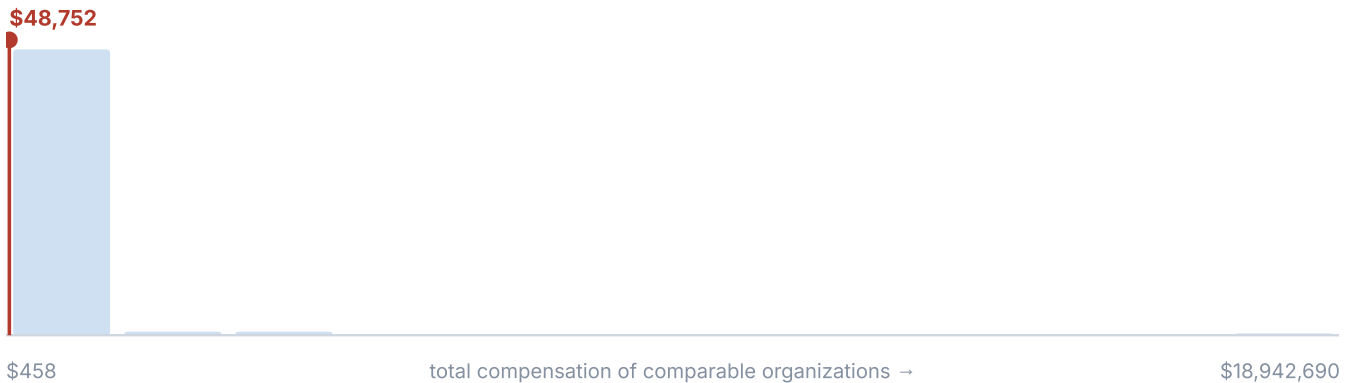 $48,752
$458 total compensation of comparable organizations → $18,942,690